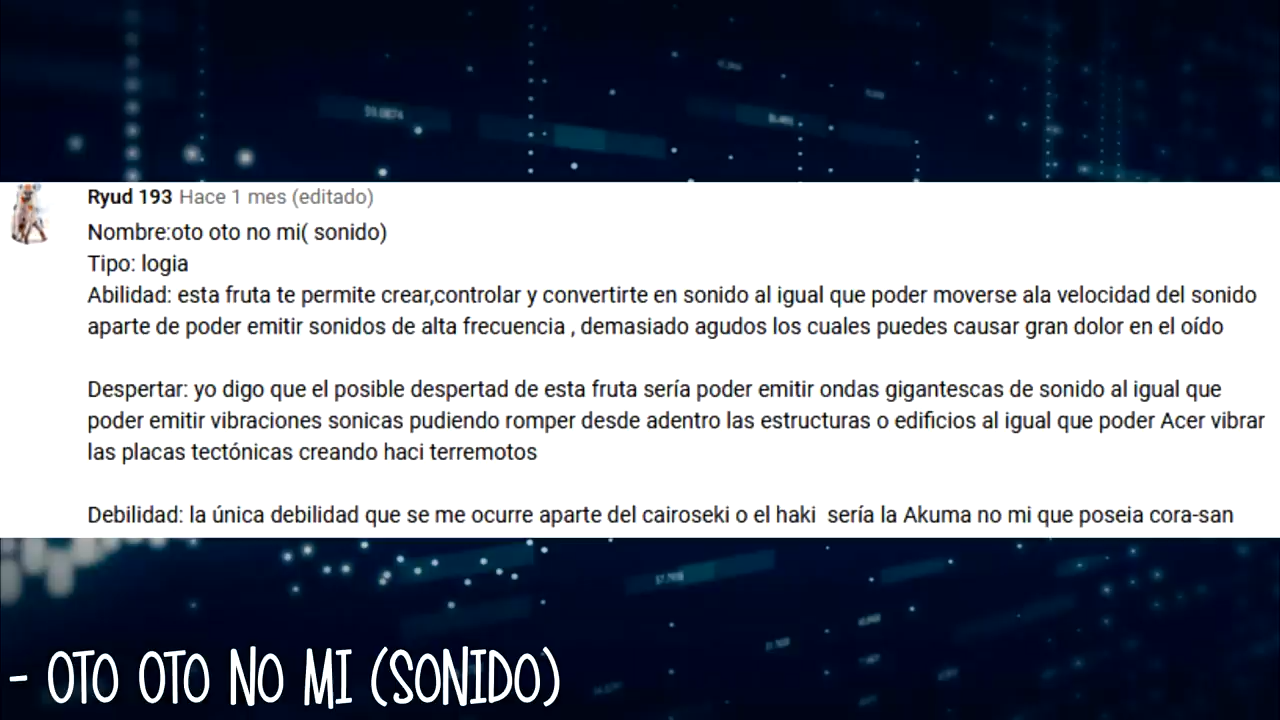 Ryud 193 Hace 1 mes (editado)
Nombre:oto oto no mi( sonido)
Tipo: logia
Abilidad: esta fruta te permite crear,controlar y convertirte en sonido al igual que poder moverse ala velocidad del sonido
aparte de poder emitir sonidos de alta frecuencia , demasiado agudos los cuales puedes causar gran dolor en el oído
Despertar: yo digo que el posible despertad de esta fruta sería poder emitir ondas gigantescas de sonido al igual que
poder emitir vibraciones sonicas pudiendo romper desde adentro las estructuras o edificios al igual que poder Acer vibrar
las placas tectónicas creando haci terremotos
Debilidad: la única debilidad que se me ocurre aparte del cairoseki o el haki  sería la Akuma no mi que poseia cora-san
- OTO OTO NO MI (SONIDO)